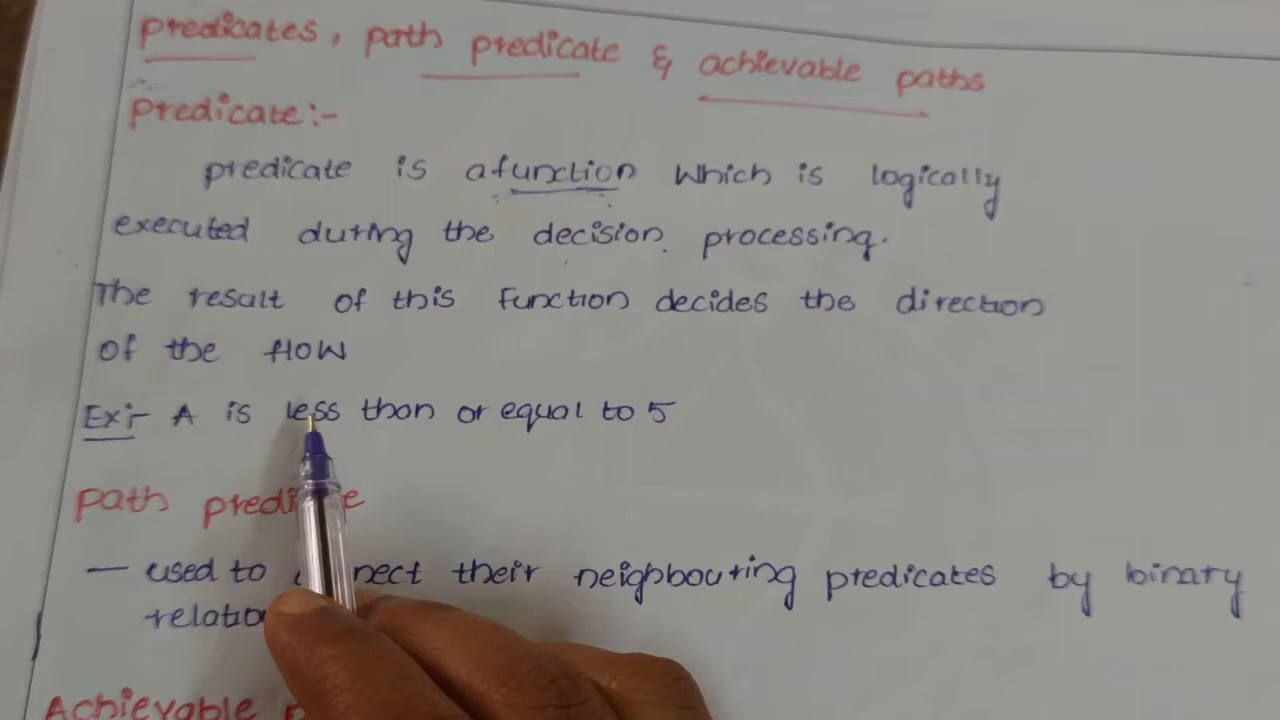 predicates, path predicate & achievable paths
predicate:-
predicate is a function which is logically
executed during the decision processing.
The result of this function decides the direction
of the flow
Ex:- A is less than or equal to 5
path
— used to their neighbouring predicates by binary
Achievable